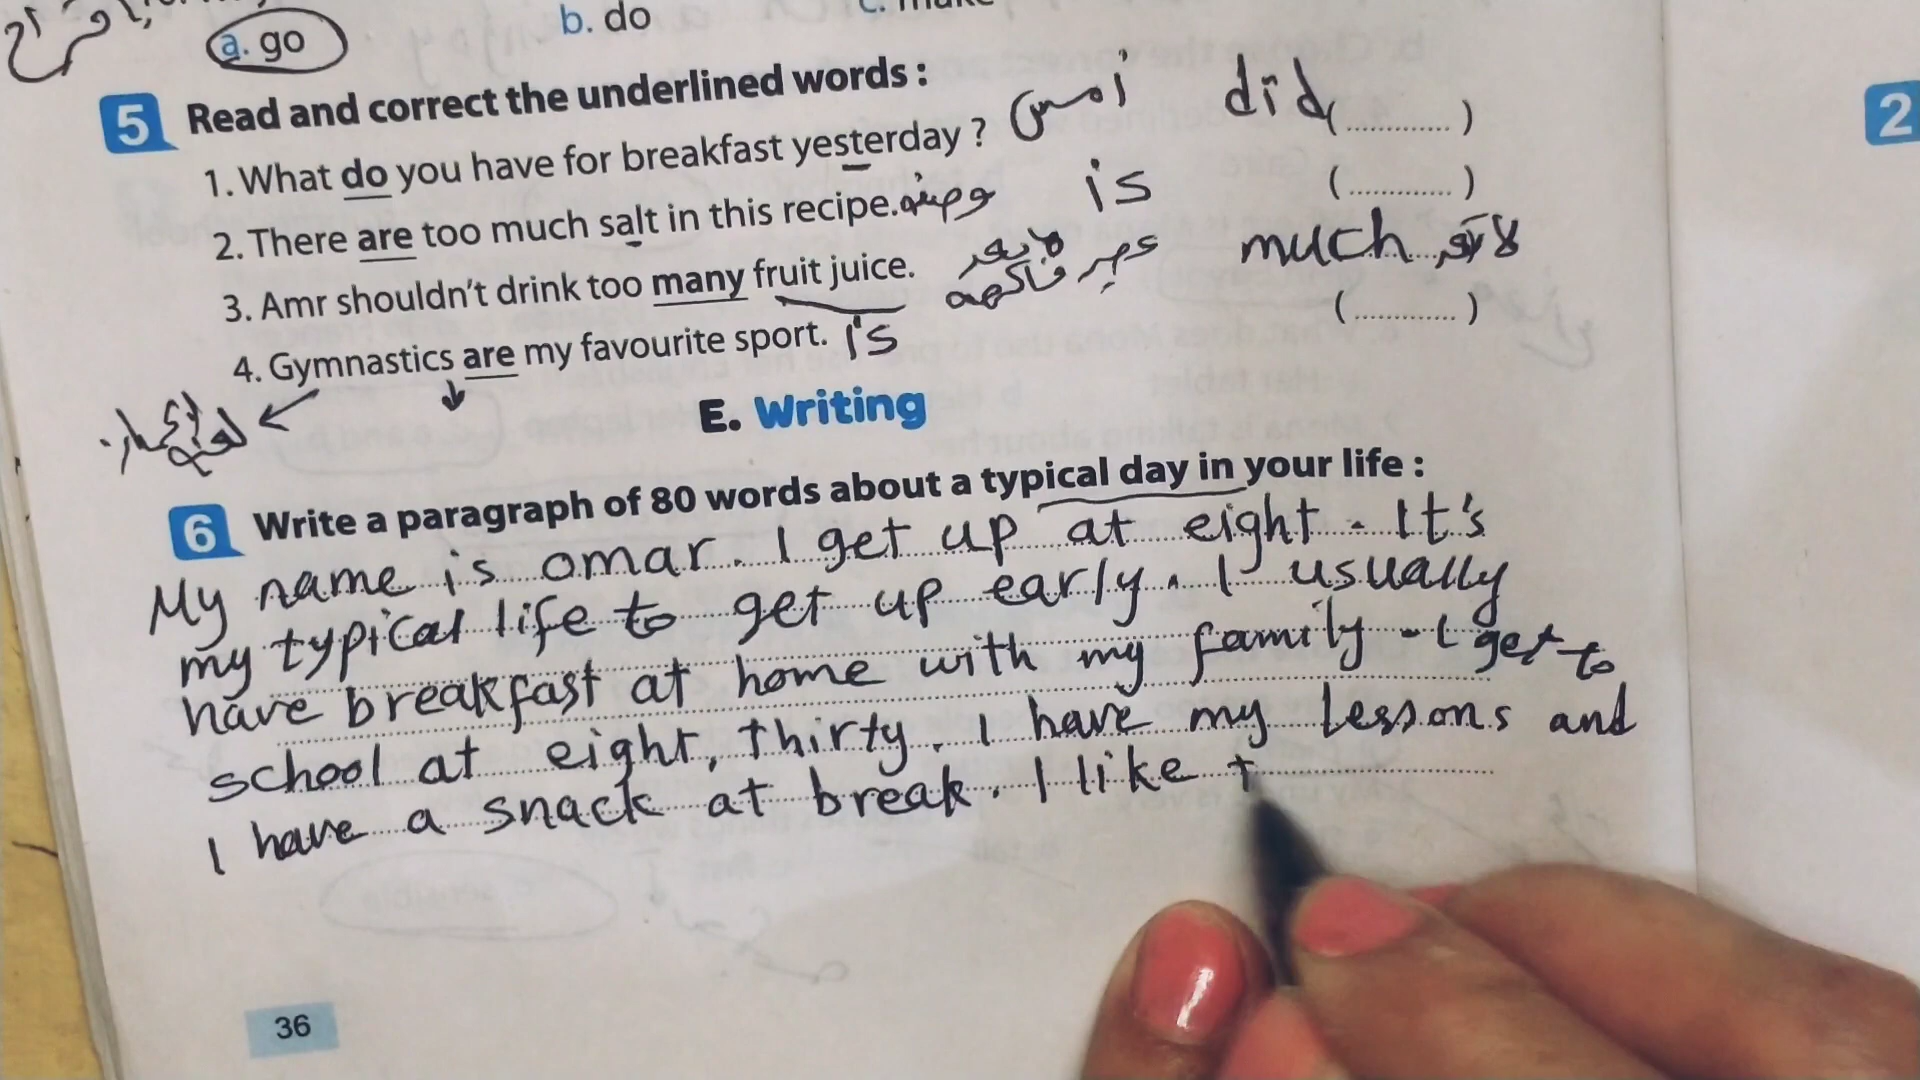 a. go
b. do
c. make
5 Read and correct the underlined words :
1. What do you have for breakfast yesterday ? أمس did (............)
2. There are too much salt in this recipe. وصفة is (............)
3. Amr shouldn't drink too many fruit juice. عصير فاكهة much
4. Gymnastics are my favourite sport. is (............)
E. Writing
6 Write a paragraph of 80 words about a typical day in your life :
My name is omar. I get up at eight. It's
my typical life to get up early. I usually
have breakfast at home with my family. I get to
school at eight, thirty. I have my lessons and
I have a snack at break. I like t
36
2